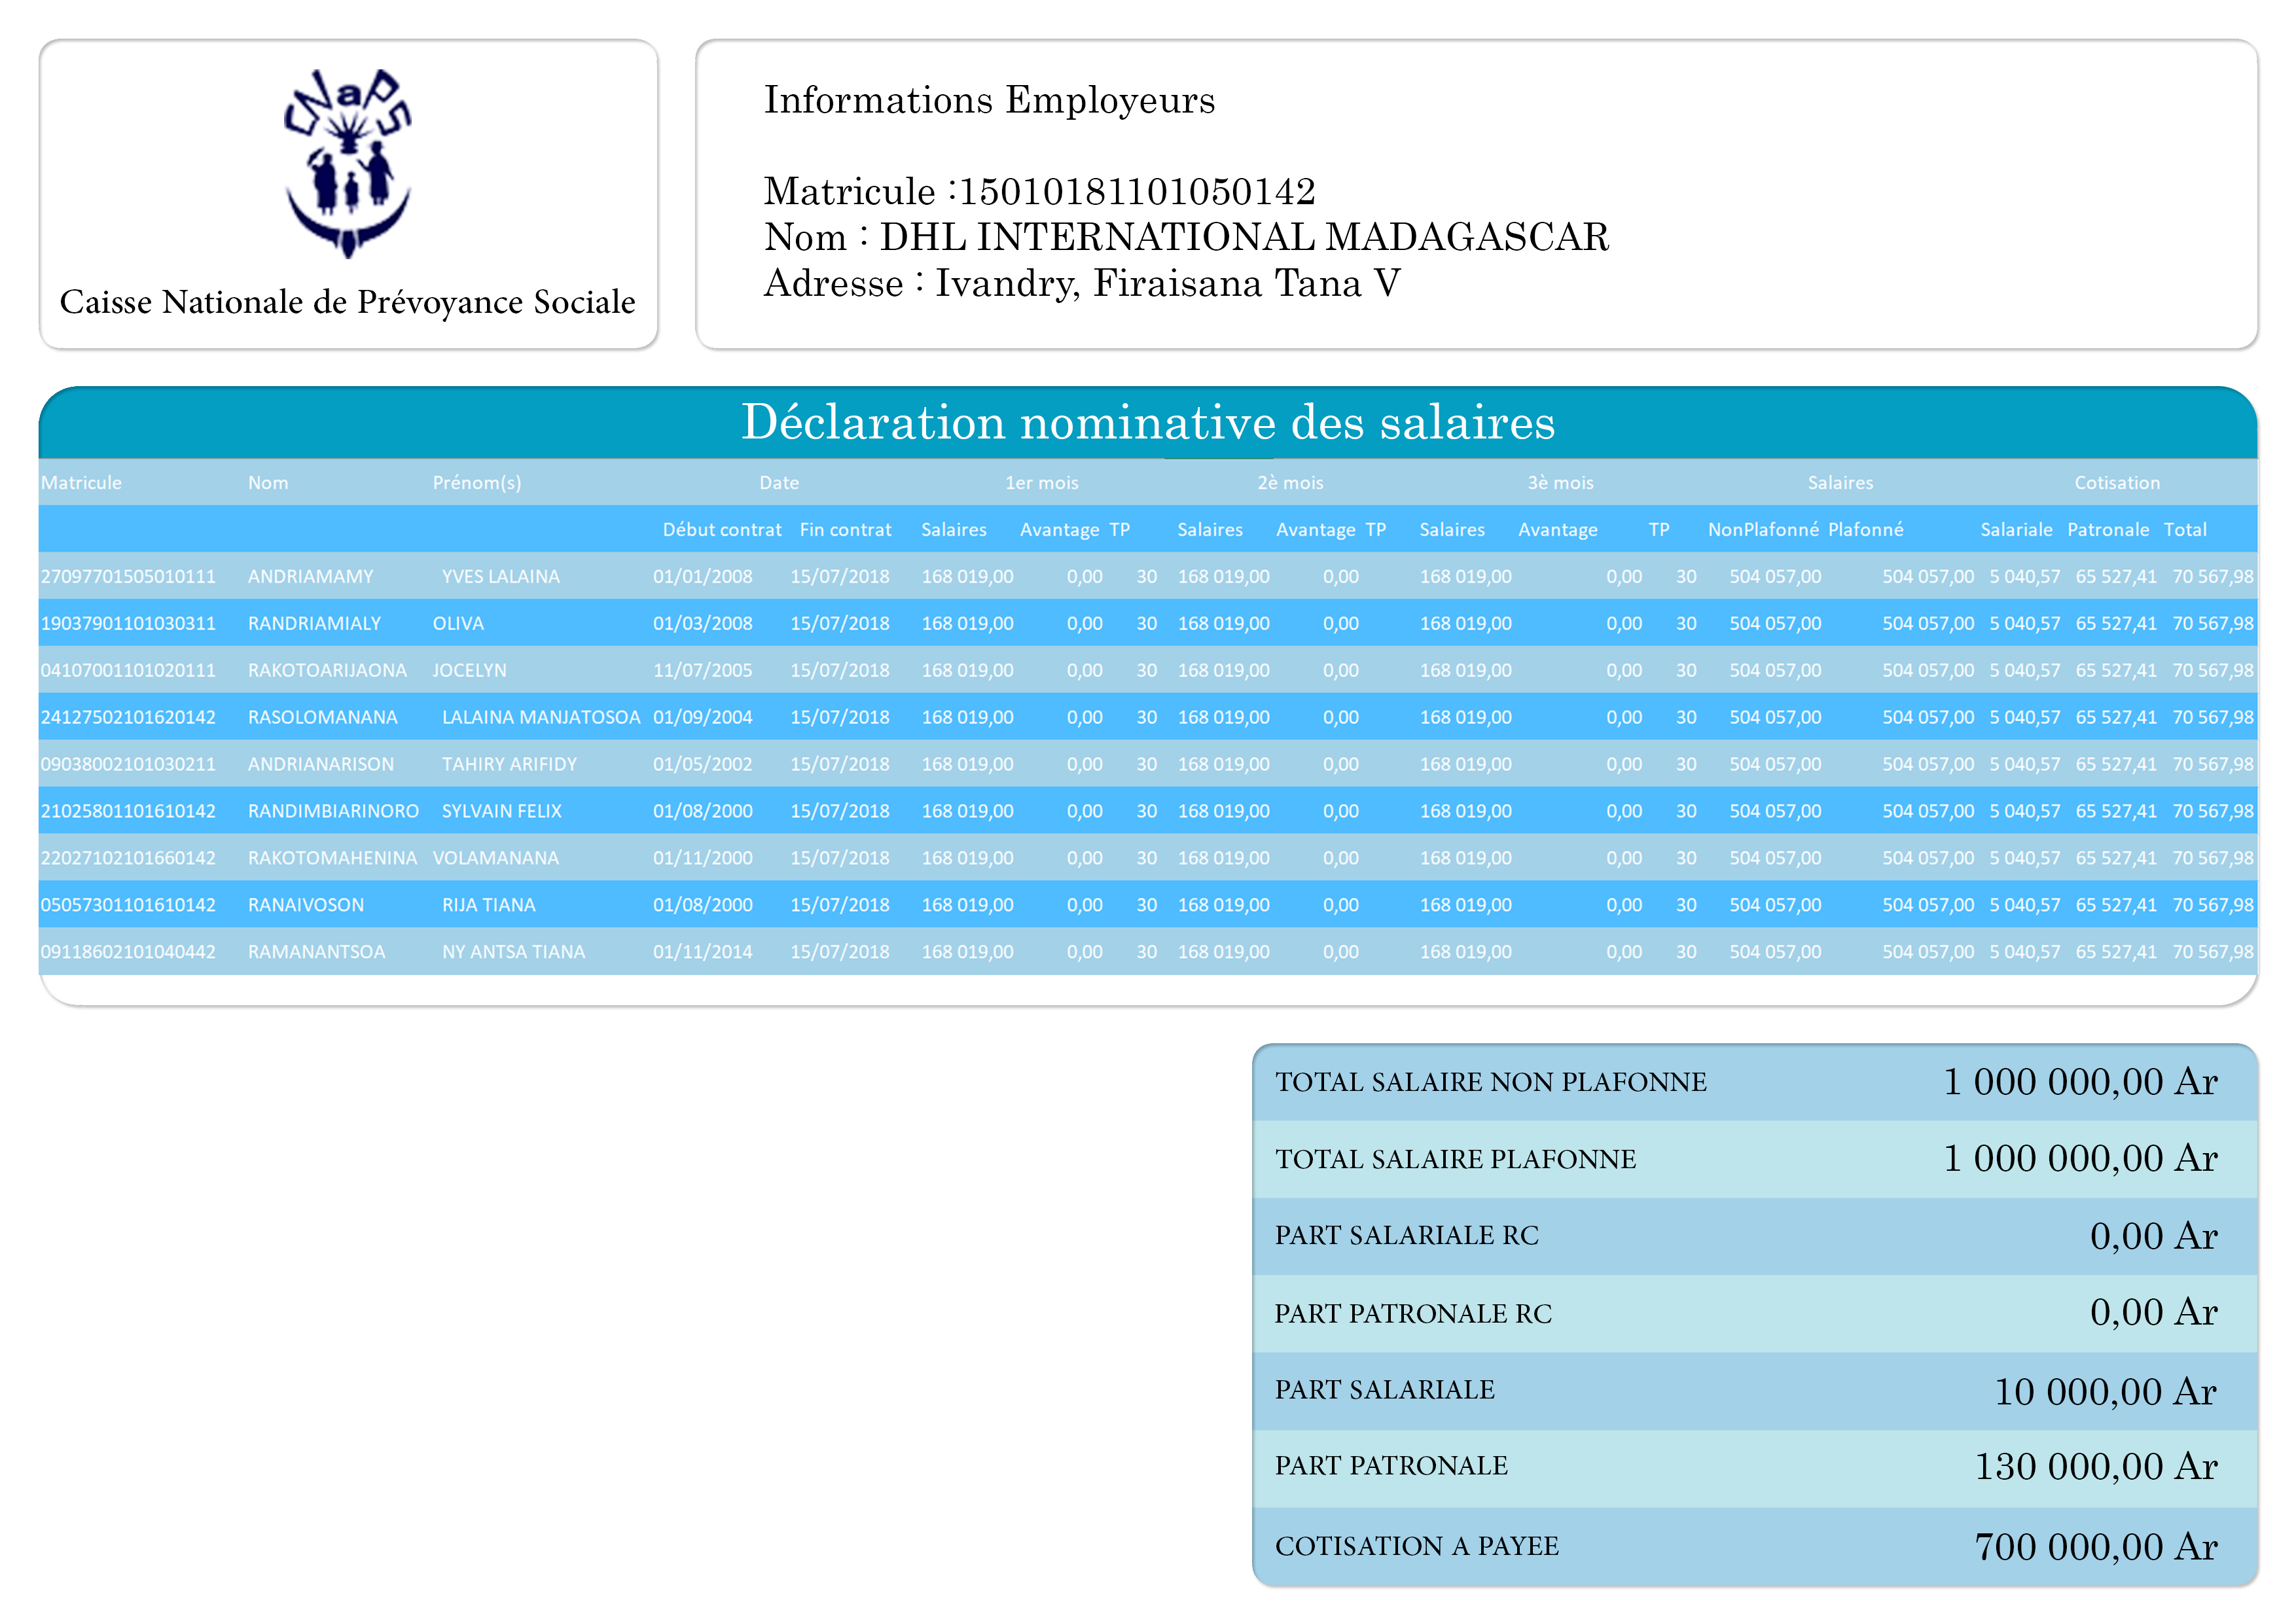 CNaPS
Caisse Nationale de Prévoyance Sociale
Informations Employeurs
Matricule :15010181101050142
Nom : DHL INTERNATIONAL MADAGASCAR
Adresse : Ivandry, Firaisana Tana V
Déclaration nominative des salaires
Matricule Nom Prénom(s) Date 1er mois 2è mois 3è mois Salaires Cotisation
Début contrat Fin contrat Salaires Avantage TP Salaires Avantage TP Salaires Avantage TP NonPlafonné Plafonné Salariale Patronale Total
27097701505010111 ANDRIAMAMY YVES LALAINA 01/01/2008 15/07/2018 168 019,00 0,00 30 168 019,00 0,00 168 019,00 0,00 30 504 057,00 504 057,00 5 040,57 65 527,41 70 567,98
19037901101030311 RANDRIAMIALY OLIVA 01/03/2008 15/07/2018 168 019,00 0,00 30 168 019,00 0,00 168 019,00 0,00 30 504 057,00 504 057,00 5 040,57 65 527,41 70 567,98
04107001101020111 RAKOTOARIJAONA JOCELYN 11/07/2005 15/07/2018 168 019,00 0,00 30 168 019,00 0,00 168 019,00 0,00 30 504 057,00 504 057,00 5 040,57 65 527,41 70 567,98
24127502101620142 RASOLOMANANA LALAINA MANJATOSOA 01/09/2004 15/07/2018 168 019,00 0,00 30 168 019,00 0,00 168 019,00 0,00 30 504 057,00 504 057,00 5 040,57 65 527,41 70 567,98
09038002101030211 ANDRIANARISON TAHIRY ARIFIDY 01/05/2002 15/07/2018 168 019,00 0,00 30 168 019,00 0,00 168 019,00 0,00 30 504 057,00 504 057,00 5 040,57 65 527,41 70 567,98
21025801101610142 RANDIMBIARINORO SYLVAIN FELIX 01/08/2000 15/07/2018 168 019,00 0,00 30 168 019,00 0,00 168 019,00 0,00 30 504 057,00 504 057,00 5 040,57 65 527,41 70 567,98
22027102101660142 RAKOTOMAHENINA VOLAMANANA 01/11/2000 15/07/2018 168 019,00 0,00 30 168 019,00 0,00 168 019,00 0,00 30 504 057,00 504 057,00 5 040,57 65 527,41 70 567,98
05057301101610142 RANAIVOSON RIJA TIANA 01/08/2000 15/07/2018 168 019,00 0,00 30 168 019,00 0,00 168 019,00 0,00 30 504 057,00 504 057,00 5 040,57 65 527,41 70 567,98
09118602101040442 RAMANANTSOA NY ANTSA TIANA 01/11/2014 15/07/2018 168 019,00 0,00 30 168 019,00 0,00 168 019,00 0,00 30 504 057,00 504 057,00 5 040,57 65 527,41 70 567,98
TOTAL SALAIRE NON PLAFONNE 1 000 000,00 Ar
TOTAL SALAIRE PLAFONNE 1 000 000,00 Ar
PART SALARIALE RC 0,00 Ar
PART PATRONALE RC 0,00 Ar
PART SALARIALE 10 000,00 Ar
PART PATRONALE 130 000,00 Ar
COTISATION A PAYEE 700 000,00 Ar